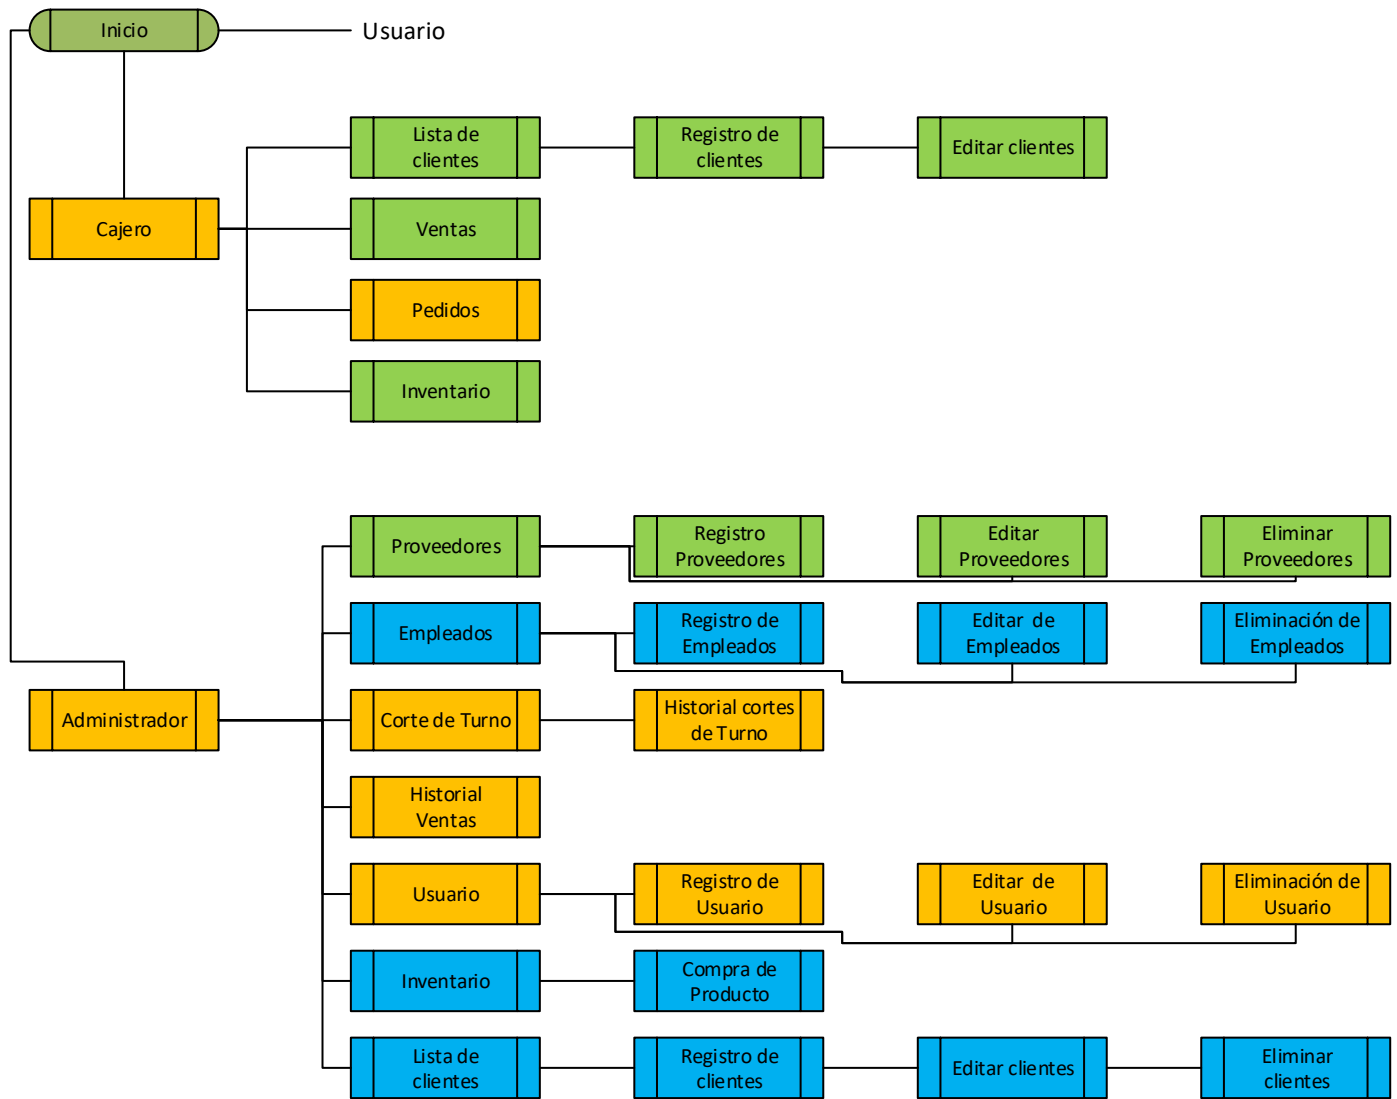 Inicio
Usuario
Lista de
clientes
Registro de
clientes
Editar clientes
Cajero
Ventas
Pedidos
Inventario
Proveedores
Registro
Proveedores
Editar
Proveedores
Eliminar
Proveedores
Empleados
Registro de
Empleados
Editar de
Empleados
Eliminación de
Empleados
Administrador
Corte de Turno
Historial cortes
de Turno
Historial
Ventas
Usuario
Registro de
Usuario
Editar de
Usuario
Eliminación de
Usuario
Inventario
Compra de
Producto
Lista de
clientes
Registro de
clientes
Editar clientes
Eliminar
clientes